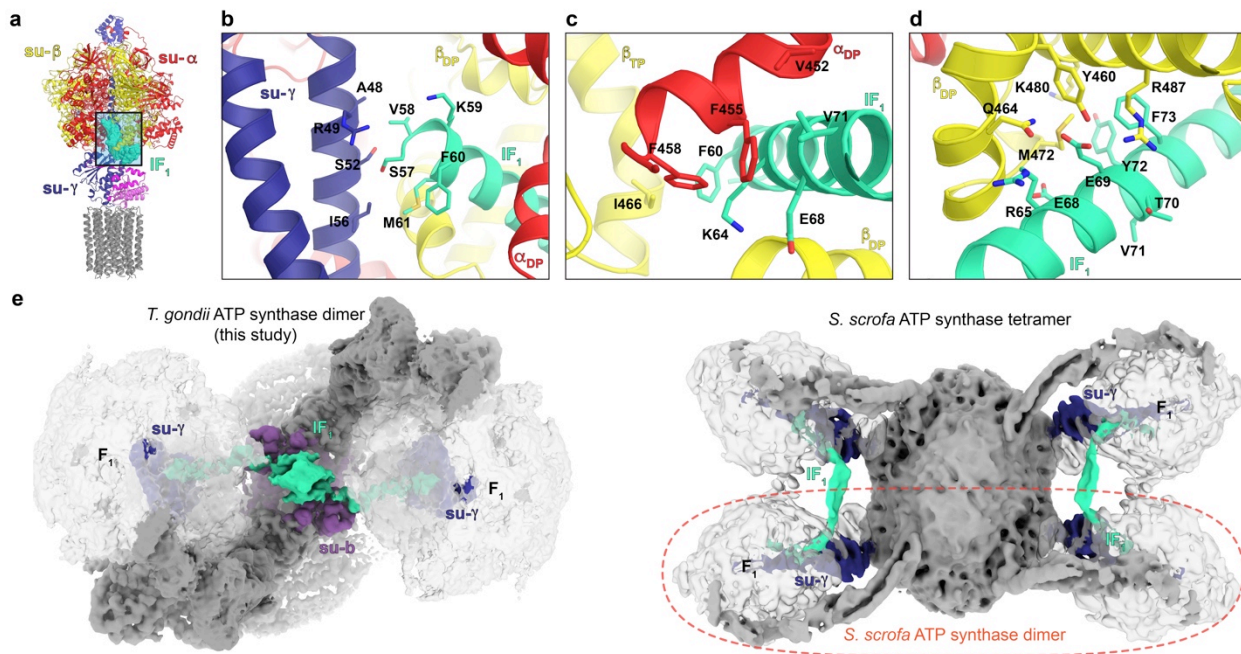 a
su-β
su-α
IF1
su-γ
b
su-γ
βDP
A48
V58
K59
R49
F60
IF1
S52
S57
I56
M61
αDP
c
βTP
αDP
V452
IF1
F455
V71
F458
F60
I466
K64
E68
βDP
d
βDP
Y460
K480
R487
Q464
F73
M472
Y72
E69
R65
E68
T70
V71
IF1
e
T. gondii ATP synthase dimer
(this study)
su-γ
IF1
F1
F1
su-γ
su-b
S. scrofa ATP synthase tetramer
su-γ
F1
IF1
IF1
F1
su-γ
S. scrofa ATP synthase dimer